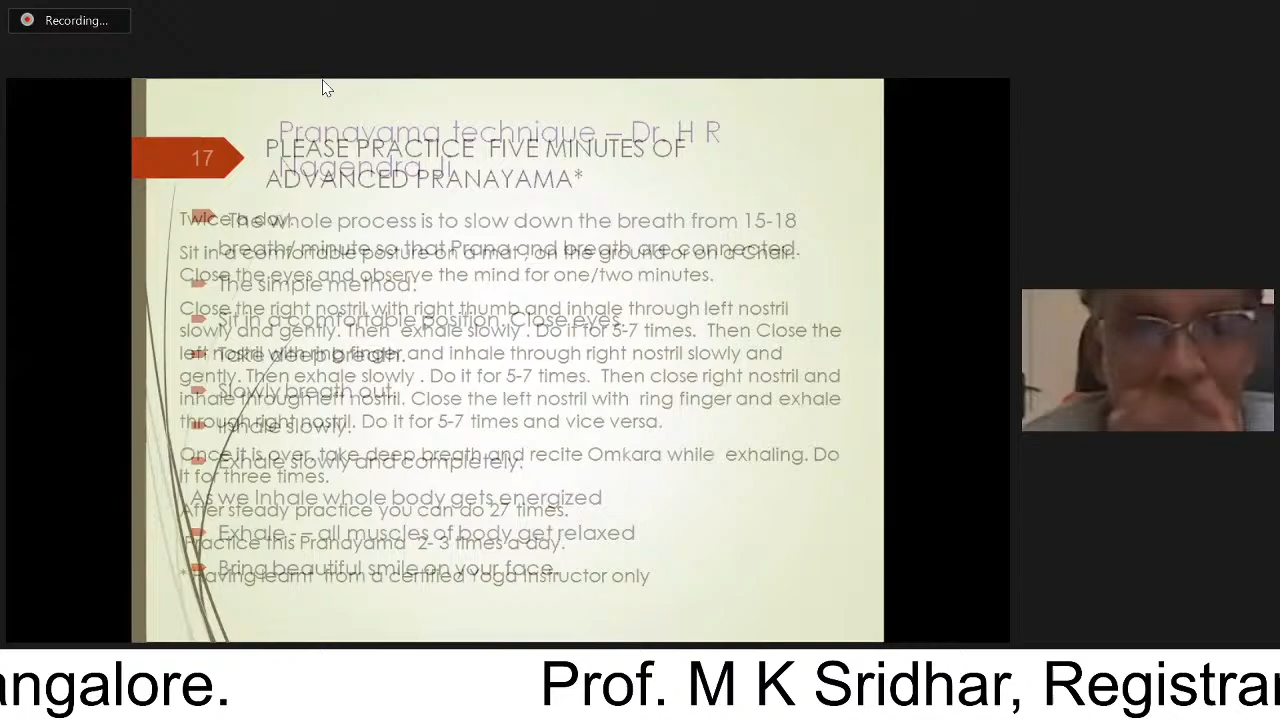 Recording...
Pranayama technique – Dr. H R
Nagendra Ji
17
PLEASE PRACTICE FIVE MINUTES OF
ADVANCED PRANAYAMA*
Twice a day.
The whole process is to slow down the breath from 15-18
breath/ minute so that Prana and breath are connected.
Sit in a comfortable posture on a mat , on the ground or on a Chair.
Close the eyes and observe the mind for one/two minutes.
The simple method.
Close the right nostril with right thumb and inhale through left nostril
Sit in a comfortable position. Close eyes.
slowly and gently. Then exhale slowly . Do it for 5-7 times. Then Close the
left nostril with ring finger and inhale through right nostril slowly and
Take deep breath.
gently. Then exhale slowly . Do it for 5-7 times. Then close right nostril and
Slowly breath out.
inhale through left nostril. Close the left nostril with ring finger and exhale
through right nostril. Do it for 5-7 times and vice versa.
Inhale slowly.
Once it is over, take deep breath and recite Omkara while exhaling. Do
Exhale slowly and completely.
it for three times.
As we Inhale whole body gets energized
After steady practice you can do 27 times.
Exhale - – all muscles of body get relaxed
Practice this Pranayama 2- 3 times a day.
Bring beautiful smile on your face.
* Having learnt from a certified Yoga Instructor only
angalore. Prof. M K Sridhar, Registrar